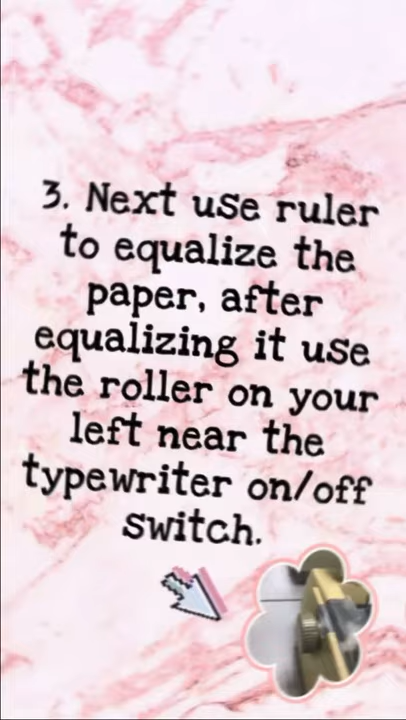 3. Next use ruler
to equalize the
paper, after
equalizing it use
the roller on your
left near the
typewriter on/off
switch.